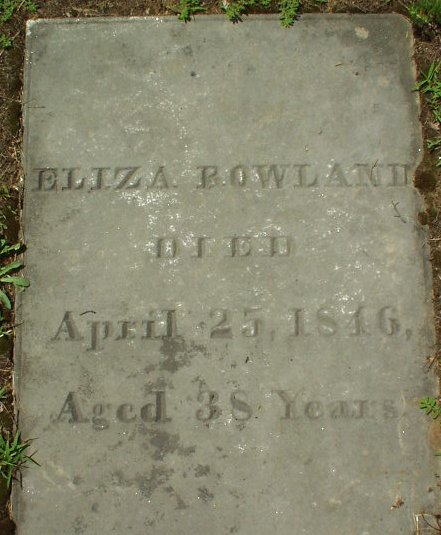 ELIZA ROWLAND
DIED
April 25, 1846,
Aged 38 Years